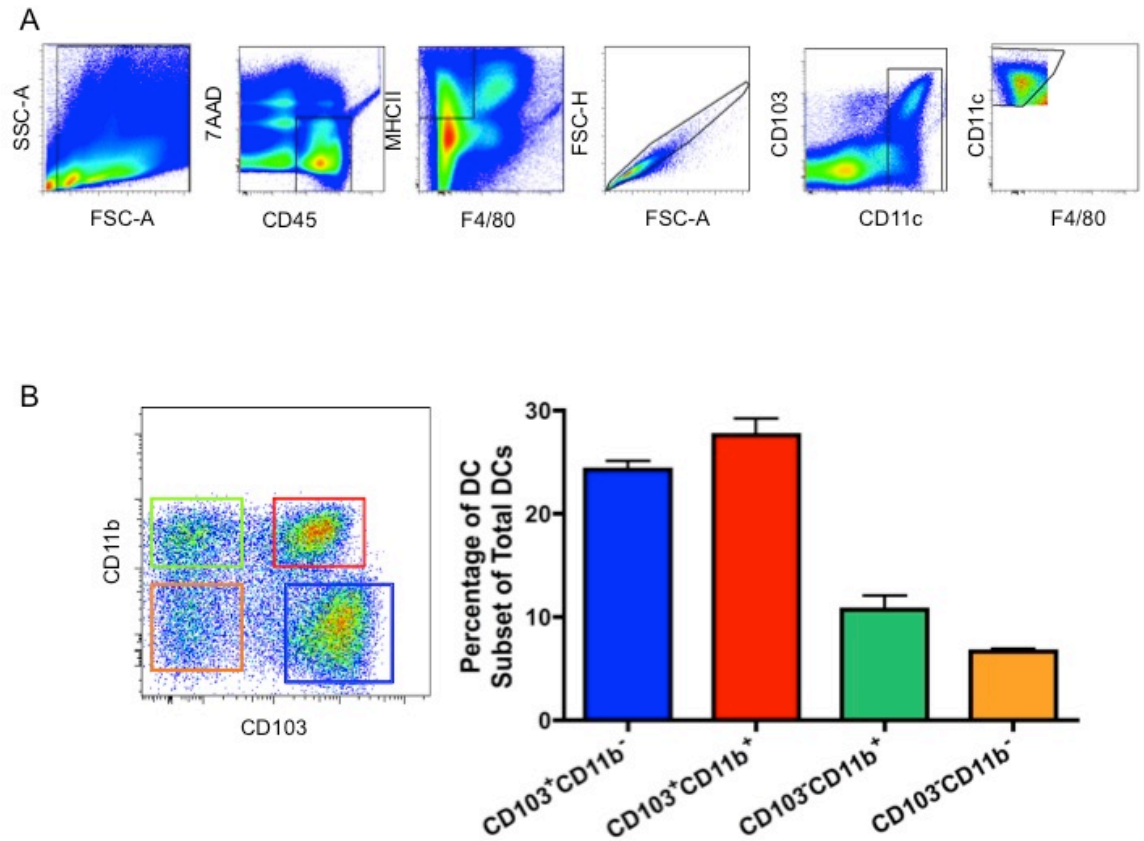 A
SSC-A
FSC-A
7AAD
CD45
MHCII
F4/80
FSC-H
FSC-A
CD103
CD11c
CD11c
F4/80
B
CD11b
CD103
Percentage of DC
Subset of Total DCs
30
20
10
0
CD103⁺CD11b⁻
CD103⁺CD11b⁺
CD103⁻CD11b⁺
CD103⁻CD11b⁻